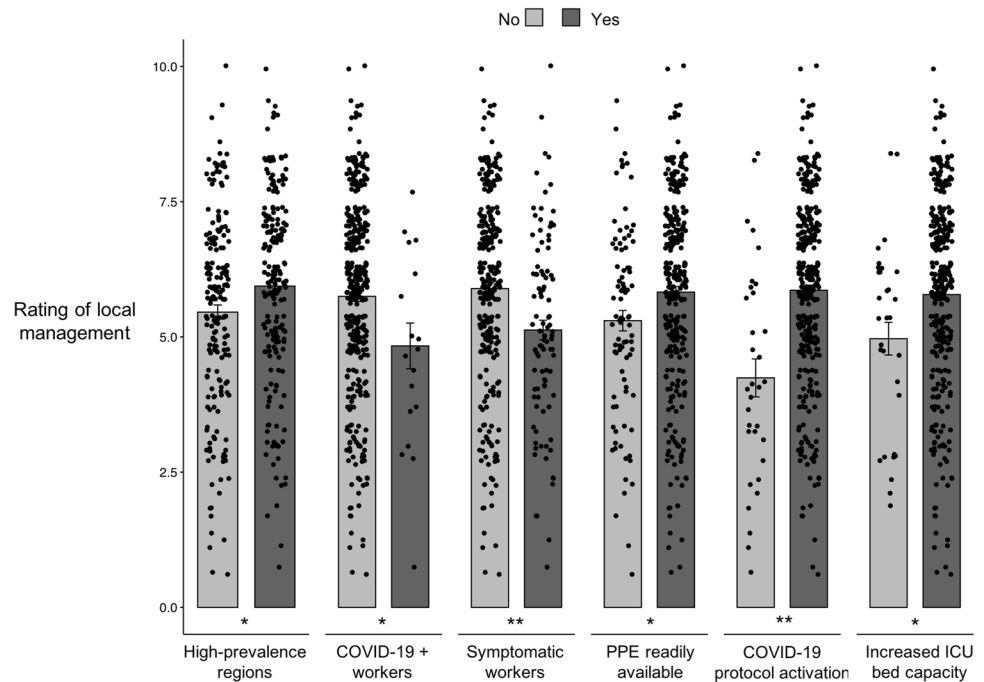 No Yes
10.0
7.5
Rating of local
management
5.0
2.5
0.0
* * ** * ** *
High-prevalence COVID-19 + Symptomatic PPE readily COVID-19 Increased ICU
regions workers workers available protocol activation bed capacity